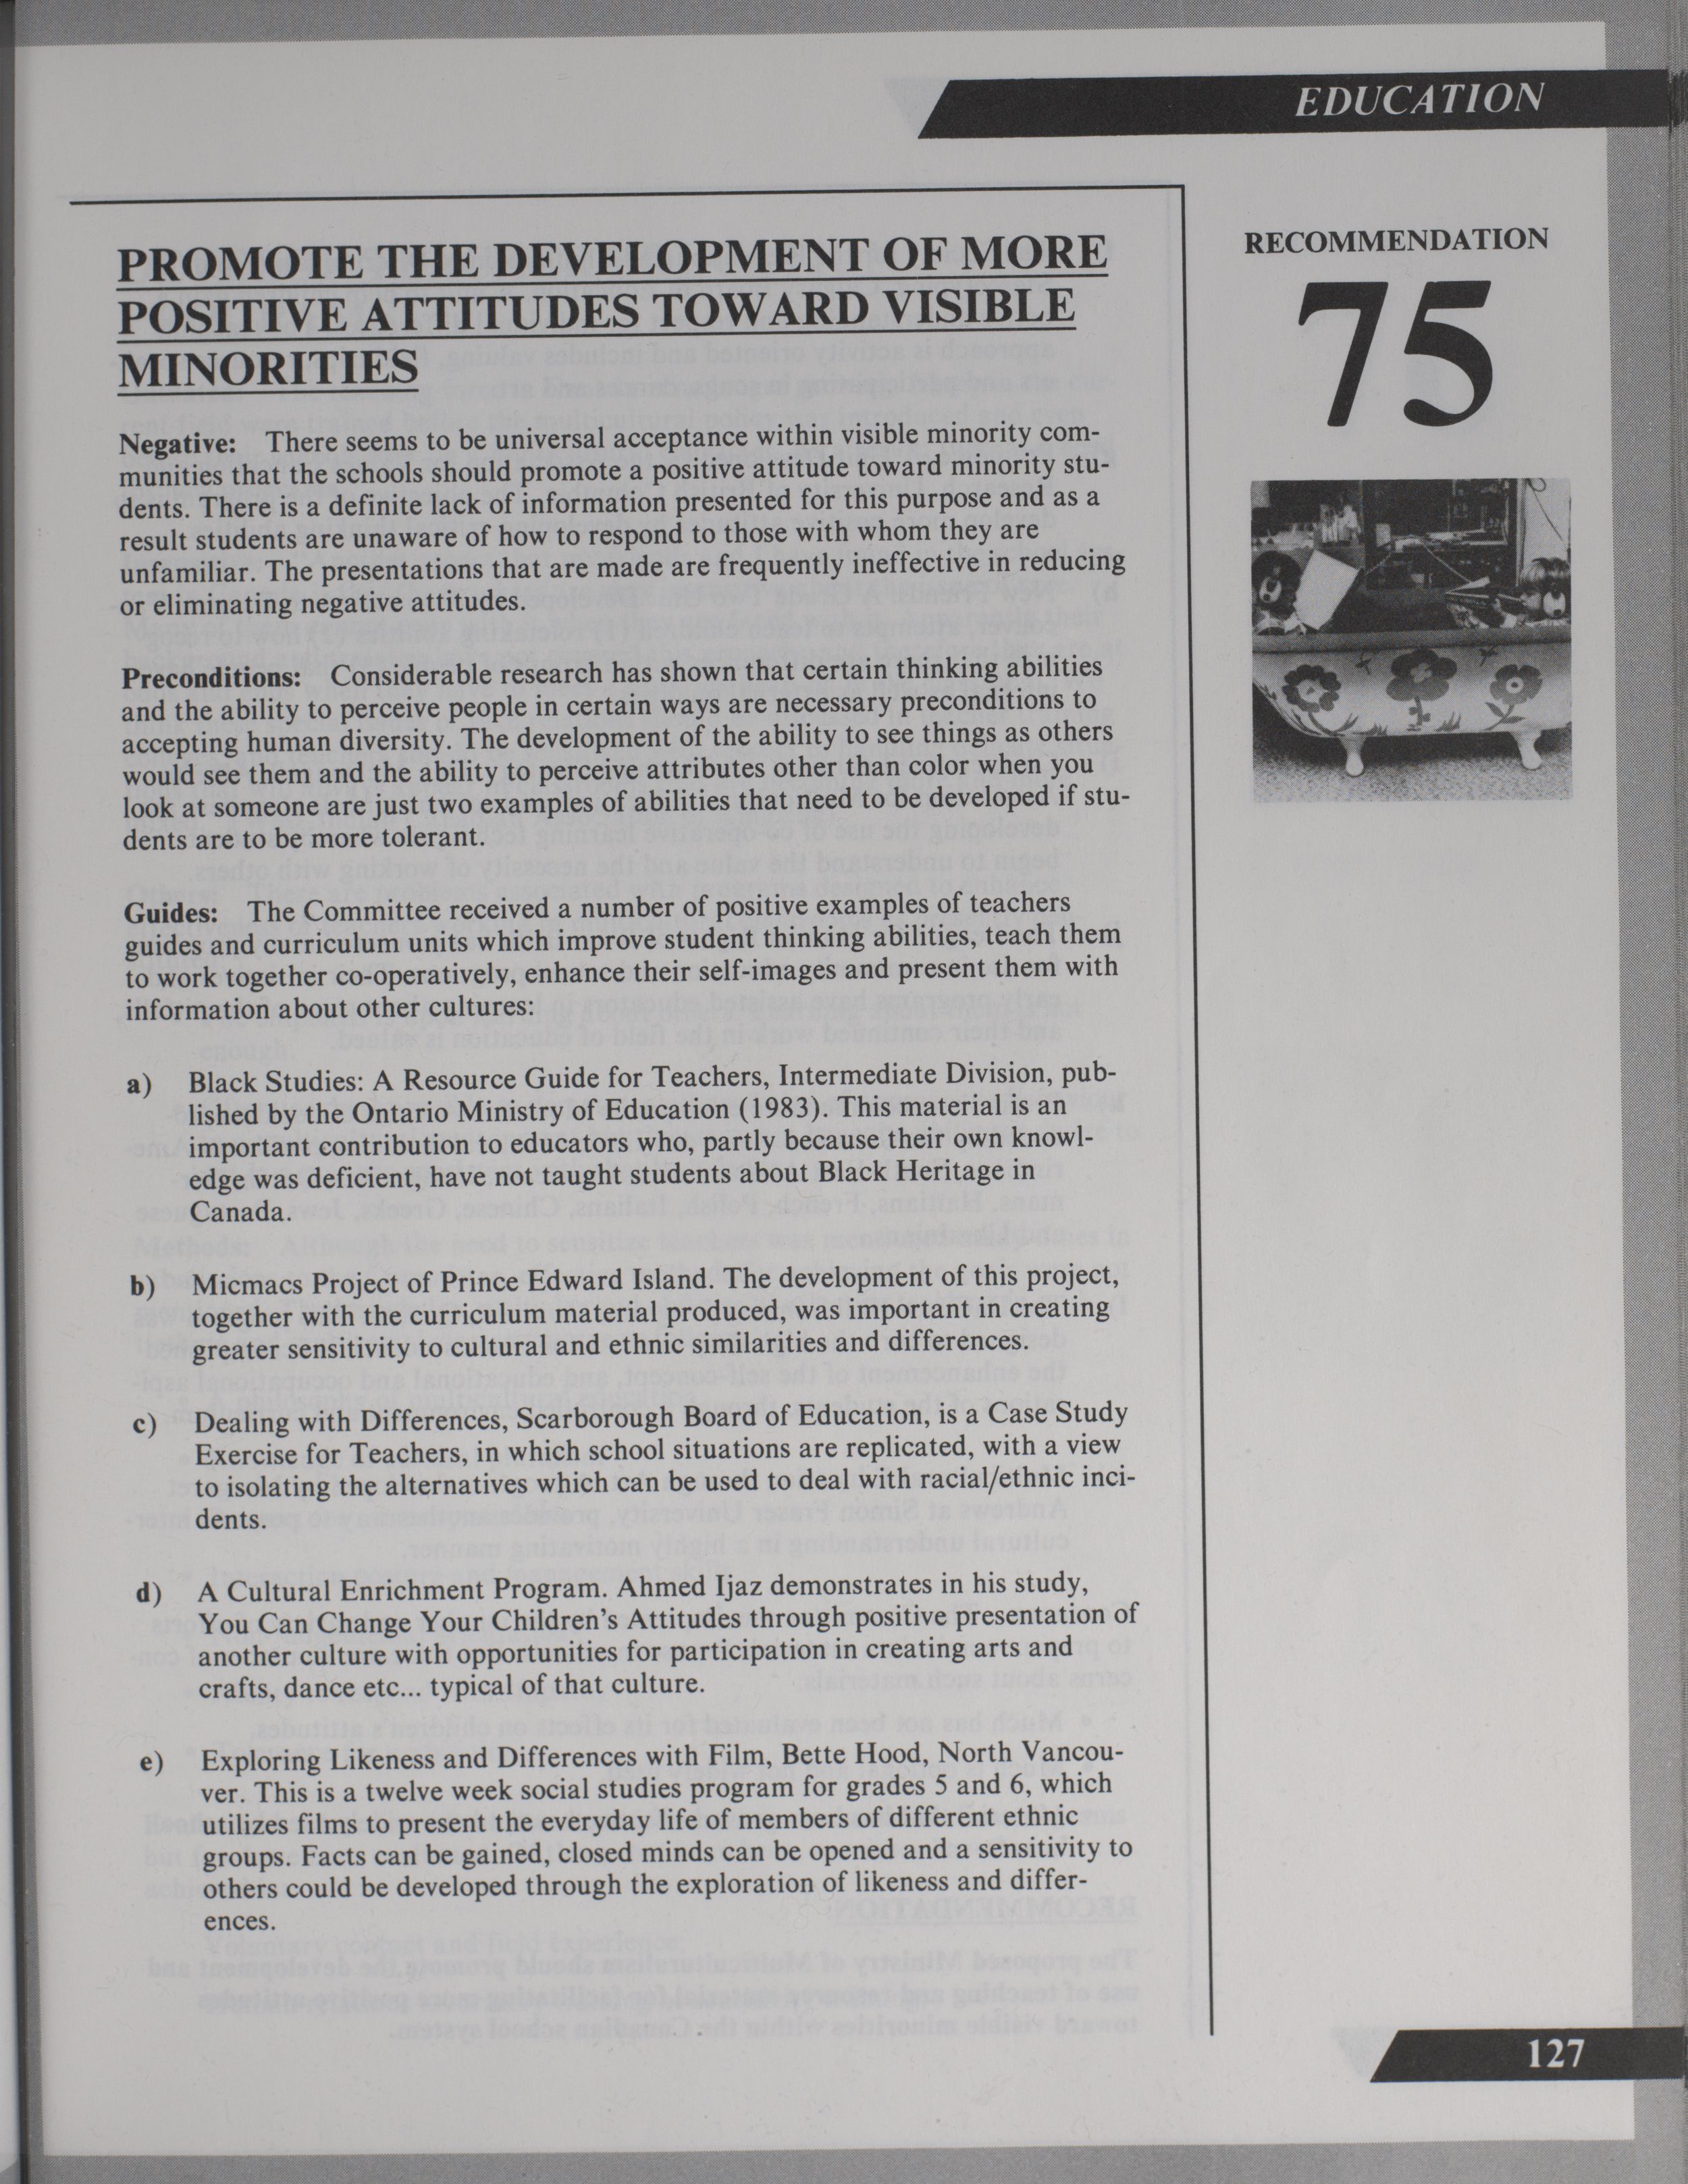 EDUCATION
PROMOTE THE DEVELOPMENT OF MORE
POSITIVE ATTITUDES TOWARD VISIBLE
MINORITIES
Negative: There seems to be universal acceptance within visible minority com-
munities that the schools should promote a positive attitude toward minority stu-
dents. There is a definite lack of information presented for this purpose and as a
result students are unaware of how to respond to those with whom they are
unfamiliar. The presentations that are made are frequently ineffective in reducing
or eliminating negative attitudes.
Preconditions: Considerable research has shown that certain thinking abilities
and the ability to perceive people in certain ways are necessary preconditions to
accepting human diversity. The development of the ability to see things as others
would see them and the ability to perceive attributes other than color when you
look at someone are just two examples of abilities that need to be developed if stu-
dents are to be more tolerant.
Guides: The Committee received a number of positive examples of teachers
guides and curriculum units which improve student thinking abilities, teach them
to work together co-operatively, enhance their self-images and present them with
information about other cultures:
a) Black Studies: A Resource Guide for Teachers, Intermediate Division, pub-
lished by the Ontario Ministry of Education (1983). This material is an
important contribution to educators who, partly because their own knowl-
edge was deficient, have not taught students about Black Heritage in
Canada.
b) Micmacs Project of Prince Edward Island. The development of this project,
together with the curriculum material produced, was important in creating
greater sensitivity to cultural and ethnic similarities and differences.
c) Dealing with Differences, Scarborough Board of Education, is a Case Study
Exercise for Teachers, in which school situations are replicated, with a view
to isolating the alternatives which can be used to deal with racial/ethnic inci-
dents.
d) A Cultural Enrichment Program. Ahmed Ijaz demonstrates in his study,
You Can Change Your Children's Attitudes through positive presentation of
another culture with opportunities for participation in creating arts and
crafts, dance etc... typical of that culture.
e) Exploring Likeness and Differences with Film, Bette Hood, North Vancou-
ver. This is a twelve week social studies program for grades 5 and 6, which
utilizes films to present the everyday life of members of different ethnic
groups. Facts can be gained, closed minds can be opened and a sensitivity to
others could be developed through the exploration of likeness and differ-
ences.
RECOMMENDATION
75
127